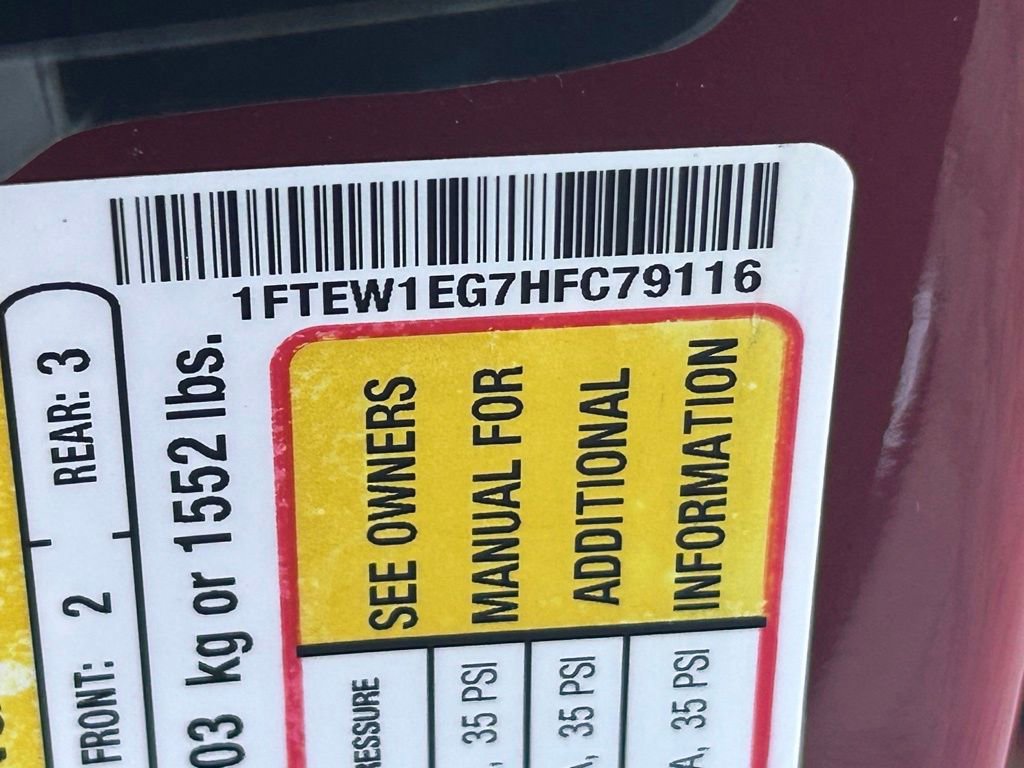 1FTEW1EG7HFC79116
FRONT: 2 REAR: 3
03 kg or 1552 lbs.
SEE OWNERS
MANUAL FOR
ADDITIONAL
INFORMATION
ESSURE
, 35 PSI
A, 35 PSI
A, 35 PSI